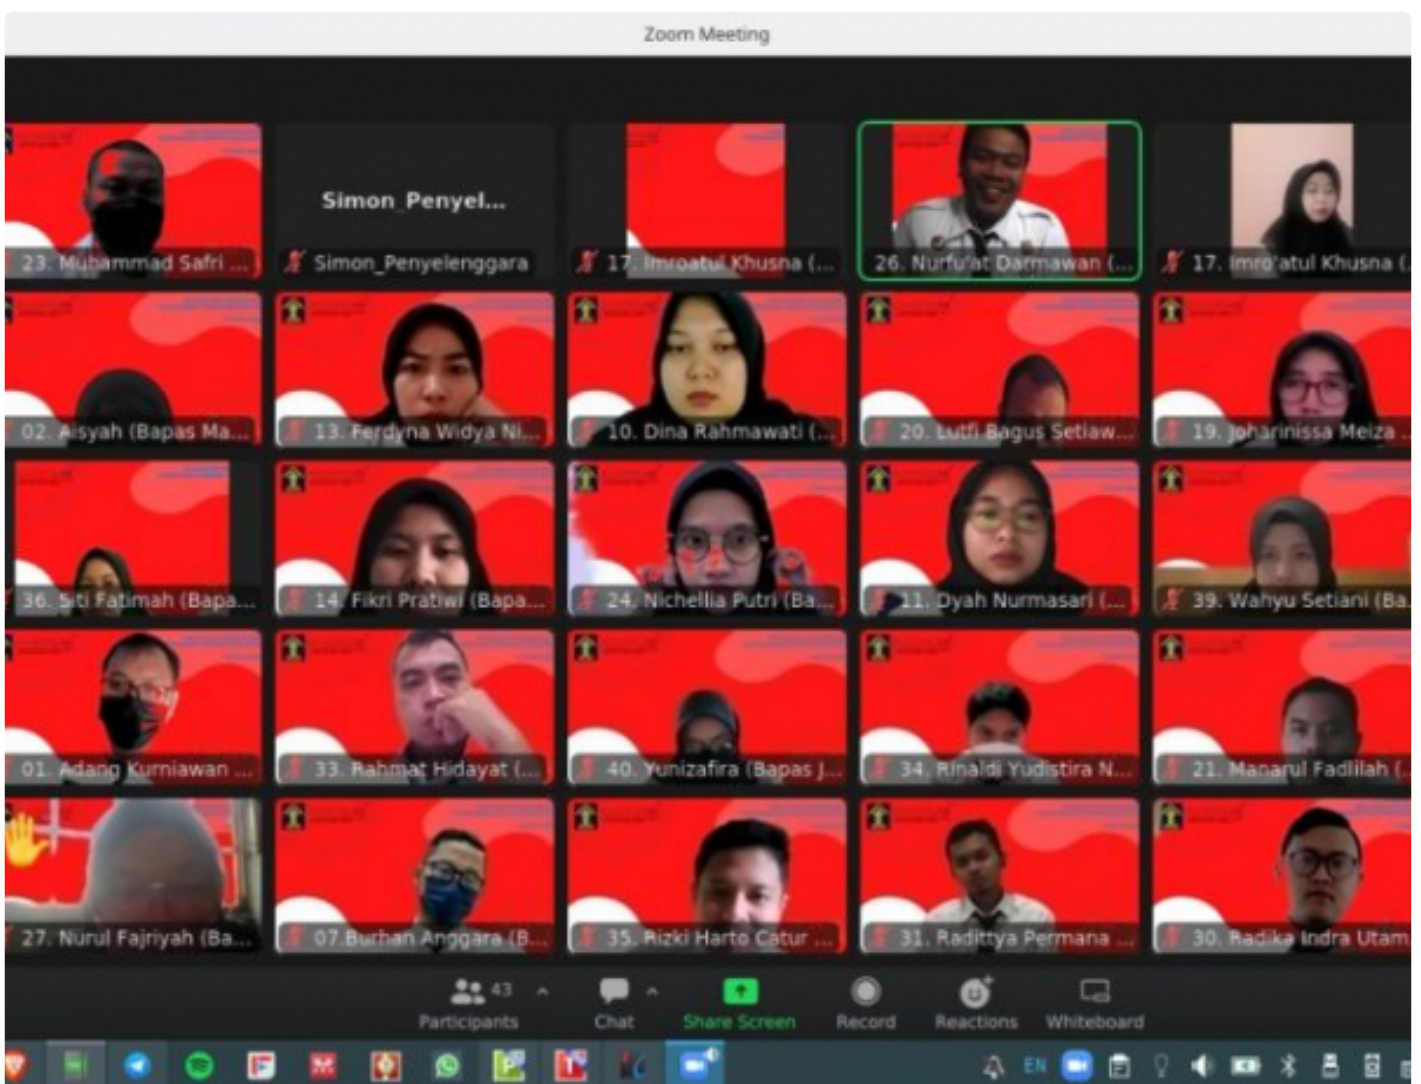 Zoom Meeting
23. Muhammad Safri ...
Simon_Penyel...
Simon_Penyelenggara
17. Imroatul Khusna (...
26. Nurfu'at Darmawan (...
17. Imro'atul Khusna (.
02. Aisyah (Bapas Ma...
13. Ferdyna Widya Ni...
10. Dina Rahmawati (...
20. Lutfi Bagus Setiaw...
19. Joharinissa Meiza ..
36. Siti Fatimah (Bapa...
14. Fikri Pratiwi (Bapa...
24. Nichellia Putri (Ba...
11. Dyah Nurmasari (...
39. Wahyu Setiani (Ba.
01. Adang Kurniawan ...
33. Rahmat Hidayat (...
40. Yunizafira (Bapas J...
34. Rinaldi Yudistira N...
21. Manarul Fadlilah (.
27. Nurul Fajriyah (Ba...
07.Burhan Anggara (B...
35. Rizki Harto Catur ...
31. Radittya Permana ...
30. Radika Indra Utam
43
Participants
Chat
Share Screen
Record
Reactions
Whiteboard
EN